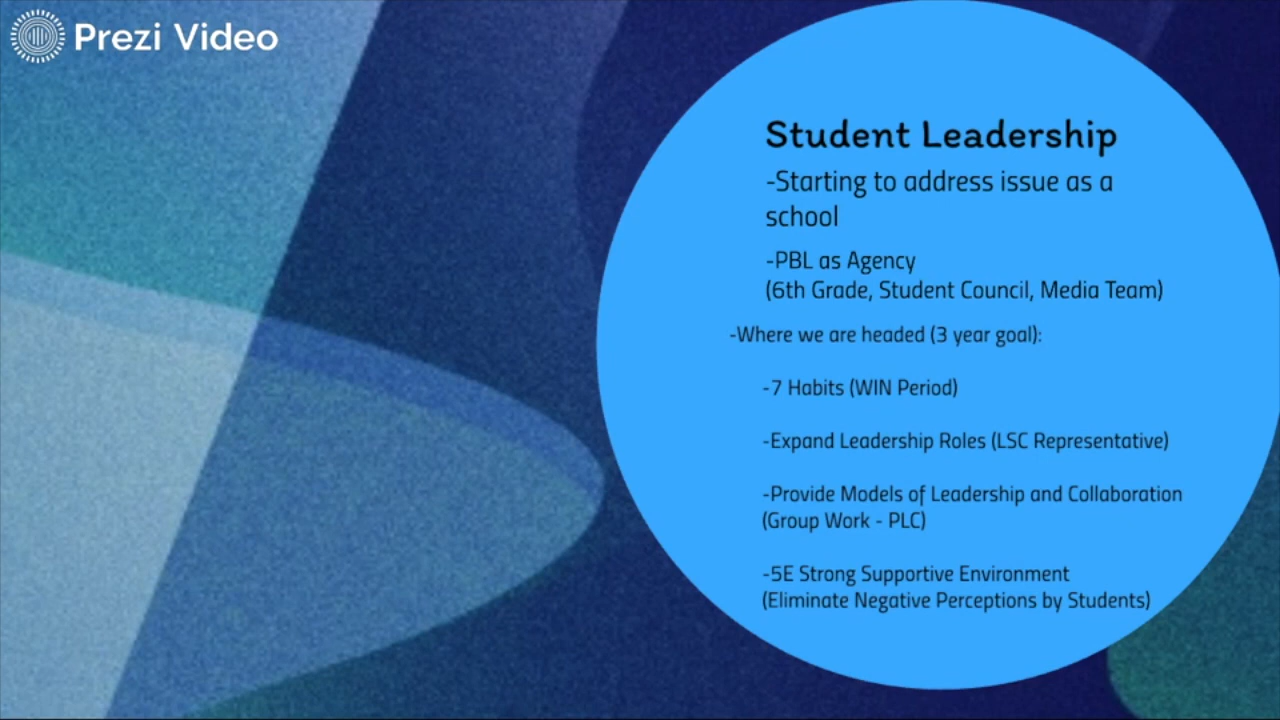 Prezi Video
Student Leadership
-Starting to address issue as a
school
-PBL as Agency
(6th Grade, Student Council, Media Team)
-Where we are headed (3 year goal):
-7 Habits (WIN Period)
-Expand Leadership Roles (LSC Representative)
-Provide Models of Leadership and Collaboration
(Group Work - PLC)
-5E Strong Supportive Environment
(Eliminate Negative Perceptions by Students)